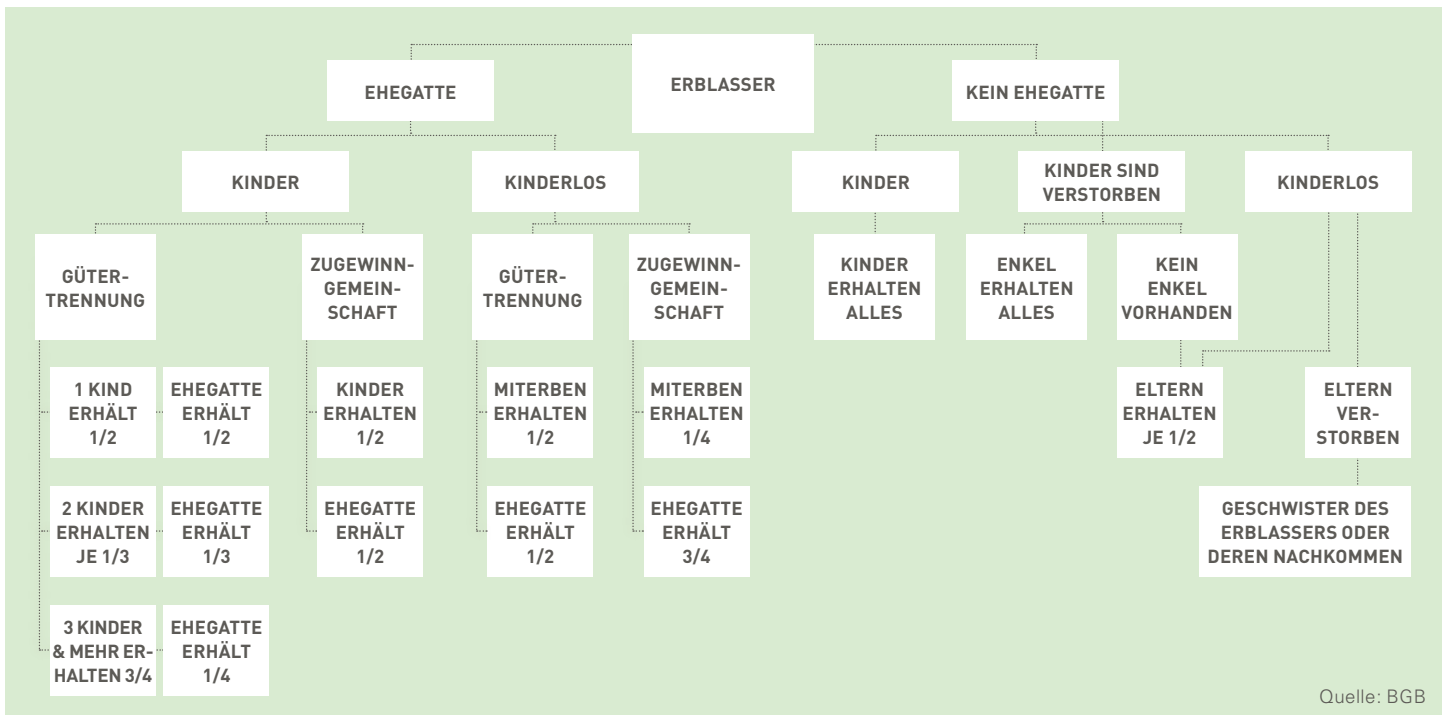 ERBLASSER
EHEGATTE
KEIN EHEGATTE
KINDER
KINDERLOS
KINDER
KINDER SIND
VERSTORBEN
KINDERLOS
GÜTER-
TRENNUNG
ZUGEWINN-
GEMEIN-
SCHAFT
GÜTER-
TRENNUNG
ZUGEWINN-
GEMEIN-
SCHAFT
KINDER
ERHALTEN
ALLES
ENKEL
ERHALTEN
ALLES
KEIN
ENKEL
VORHANDEN
1 KIND
ERHÄLT
1/2
EHEGATTE
ERHÄLT
1/2
KINDER
ERHALTEN
1/2
MITERBEN
ERHALTEN
1/2
MITERBEN
ERHALTEN
1/4
ELTERN
ERHALTEN
JE 1/2
ELTERN
VER-
STORBEN
2 KINDER
ERHALTEN
JE 1/3
EHEGATTE
ERHÄLT
1/3
EHEGATTE
ERHÄLT
1/2
EHEGATTE
ERHÄLT
1/2
EHEGATTE
ERHÄLT
3/4
GESCHWISTER DES
ERBLASSERS ODER
DEREN NACHKOMMEN
3 KINDER
& MEHR ER-
HALTEN 3/4
EHEGATTE
ERHÄLT
1/4
Quelle: BGB